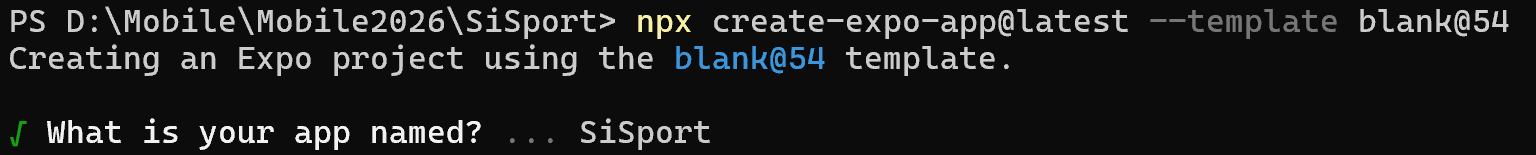 PS D:\Mobile\Mobile2026\SiSport> npx create-expo-app@latest --template blank@54
Creating an Expo project using the blank@54 template.
√ What is your app named? ... SiSport